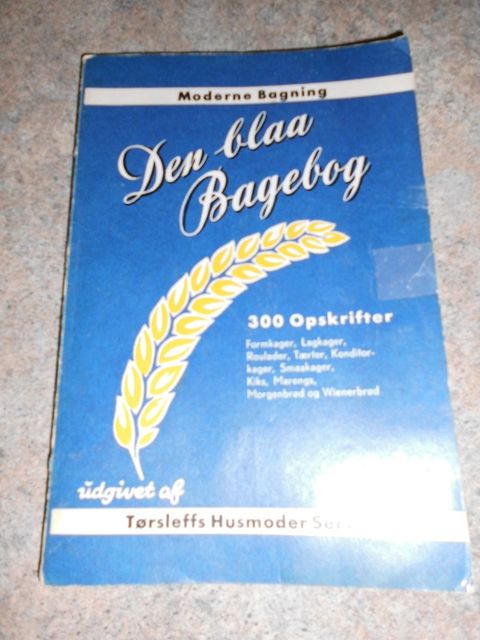 Moderne Bagning
Den blaa
Bagebog
300 Opskrifter
Formkager, Lagkager,
Roulader, Tærter, Konditor-
kager, Smaakager,
Kiks, Marengs,
Morgenbrød og Wienerbrød
udgivet af
Tørsleffs Husmoder